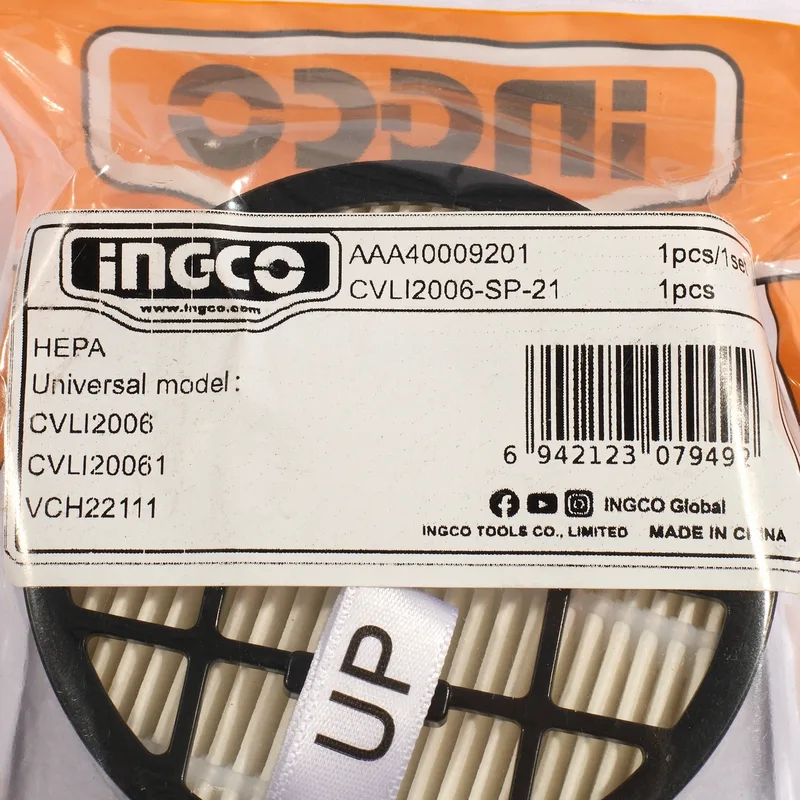 INGCO
INGCO
www.ingco.com
AAA40009201 1pcs/1set
CVLI2006-SP-21 1pcs
HEPA
Universal model:
CVLI2006
CVLI20061
VCH22111
6 942123 079492
INGCO Global
INGCO TOOLS CO., LIMITED MADE IN CHINA
UP